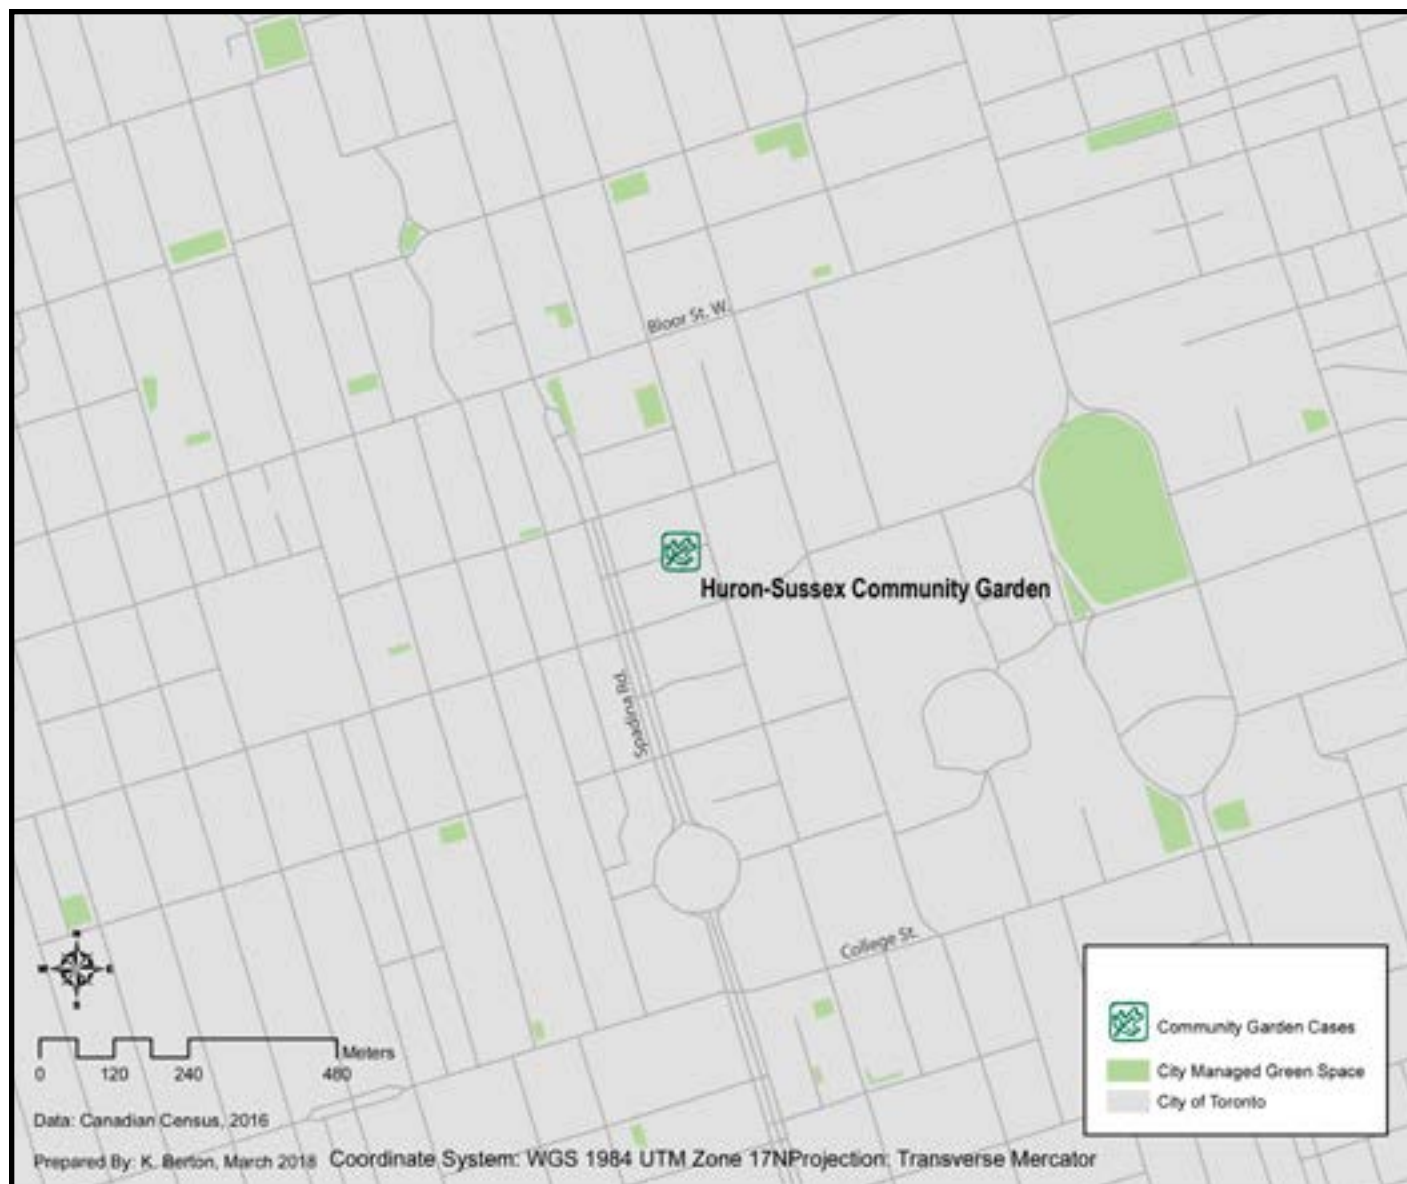 Bloor St. W.
Huron-Sussex Community Garden
Spadina Rd.
College St.
Community Garden Cases
City Managed Green Space
City of Toronto
Meters
0 120 240 480
Data: Canadian Census, 2016
Prepared By: K. Berton, March 2018 Coordinate System: WGS 1984 UTM Zone 17NProjection: Transverse Mercator